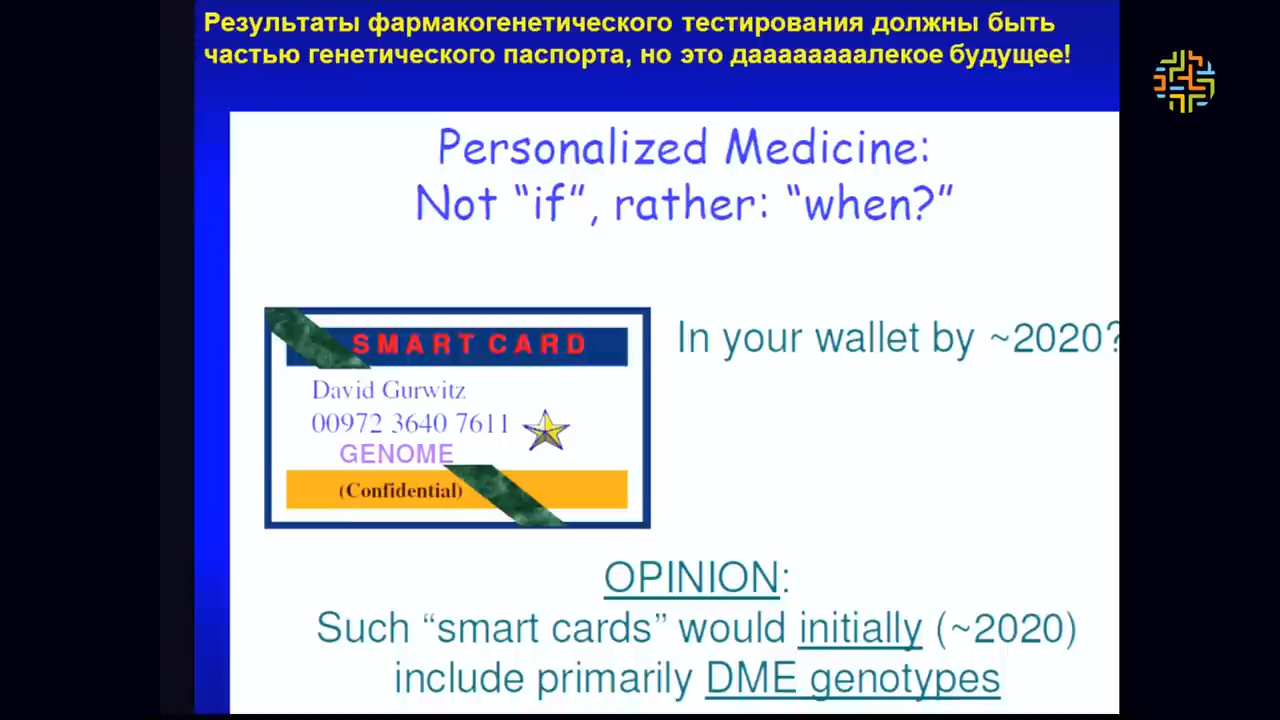 Результаты фармакогенетического тестирования должны быть
частью генетического паспорта, но это даааааааалекое будущее!
Personalized Medicine:
Not “if”, rather: “when?”
SMART CARD
David Gurwitz
00972 3640 7611
GENOME
(Confidential)
In your wallet by ~2020?
OPINION:
Such “smart cards” would initially (~2020)
include primarily DME genotypes